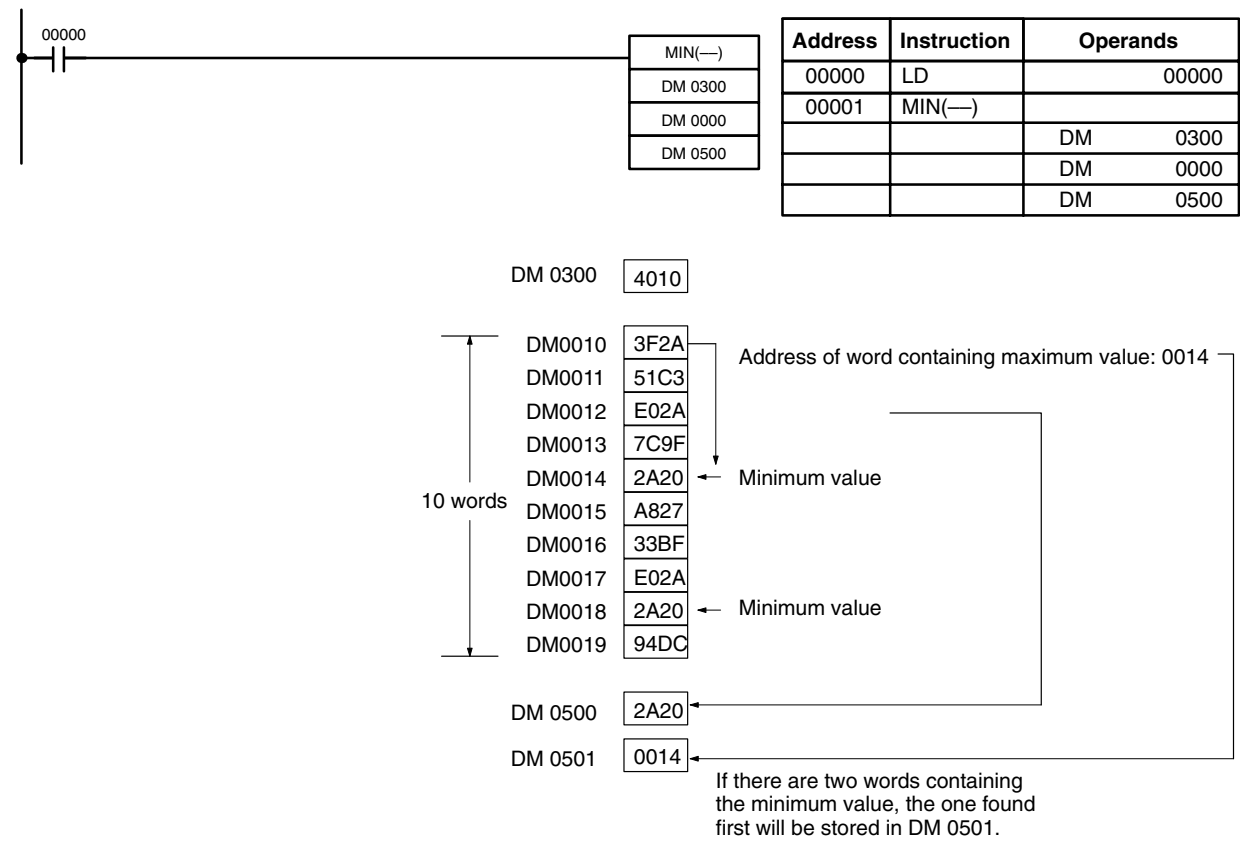 00000
MIN(—)
DM 0300
DM 0000
DM 0500
Address Instruction Operands
00000 LD 00000
00001 MIN(—)
DM 0300
DM 0000
DM 0500
DM 0300 4010
DM0010 3F2A
Address of word containing maximum value: 0014
DM0011 51C3
DM0012 E02A
DM0013 7C9F
DM0014 2A20 Minimum value
10 words
DM0015 A827
DM0016 33BF
DM0017 E02A
DM0018 2A20 Minimum value
DM0019 94DC
DM 0500 2A20
DM 0501 0014
If there are two words containing
the minimum value, the one found
first will be stored in DM 0501.